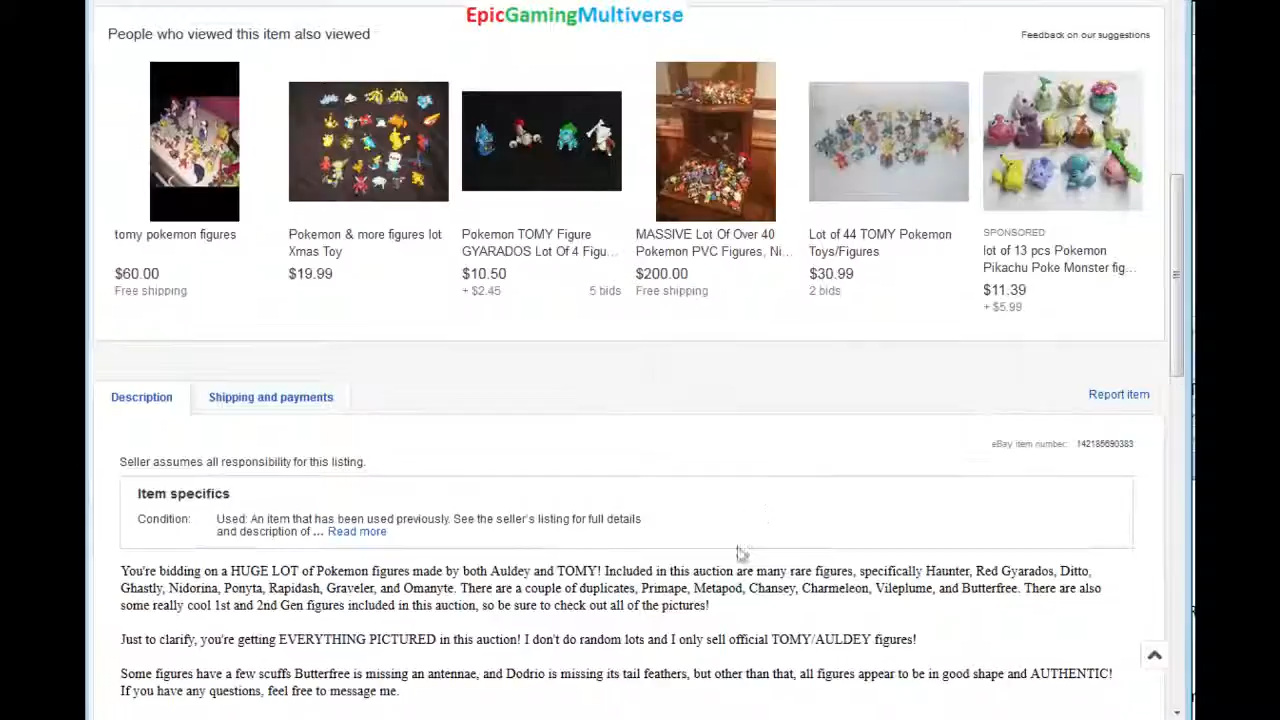 EpicGamingMultiverse
People who viewed this item also viewed
Feedback on our suggestions
tomy pokemon figures
$60.00
Free shipping
Pokemon & more figures lot
Xmas Toy
$19.99
Pokemon TOMY Figure
GYARADOS Lot Of 4 Figu...
$10.50
+ $2.45
5 bids
MASSIVE Lot Of Over 40
Pokemon PVC Figures, Ni...
$200.00
Free shipping
Lot of 44 TOMY Pokemon
Toys/Figures
$30.99
2 bids
SPONSORED
lot of 13 pcs Pokemon
Pikachu Poke Monster fig...
$11.39
+ $5.99
Description
Shipping and payments
Report item
eBay item number: 142185690383
Seller assumes all responsibility for this listing.
Item specifics
Condition:
Used: An item that has been used previously. See the seller's listing for full details
and description of ... Read more
You're bidding on a HUGE LOT of Pokemon figures made by both Auldey and TOMY! Included in this auction are many rare figures, specifically Haunter, Red Gyarados, Ditto,
Ghastly, Nidorina, Ponyta, Rapidash, Graveler, and Omanyte. There are a couple of duplicates, Primape, Metapod, Chansey, Charmeleon, Vileplume, and Butterfree. There are also
some really cool 1st and 2nd Gen figures included in this auction, so be sure to check out all of the pictures!
Just to clarify, you're getting EVERYTHING PICTURED in this auction! I don't do random lots and I only sell official TOMY/AULDEY figures!
Some figures have a few scuffs Butterfree is missing an antennae, and Dodrio is missing its tail feathers, but other than that, all figures appear to be in good shape and AUTHENTIC!
If you have any questions, feel free to message me.